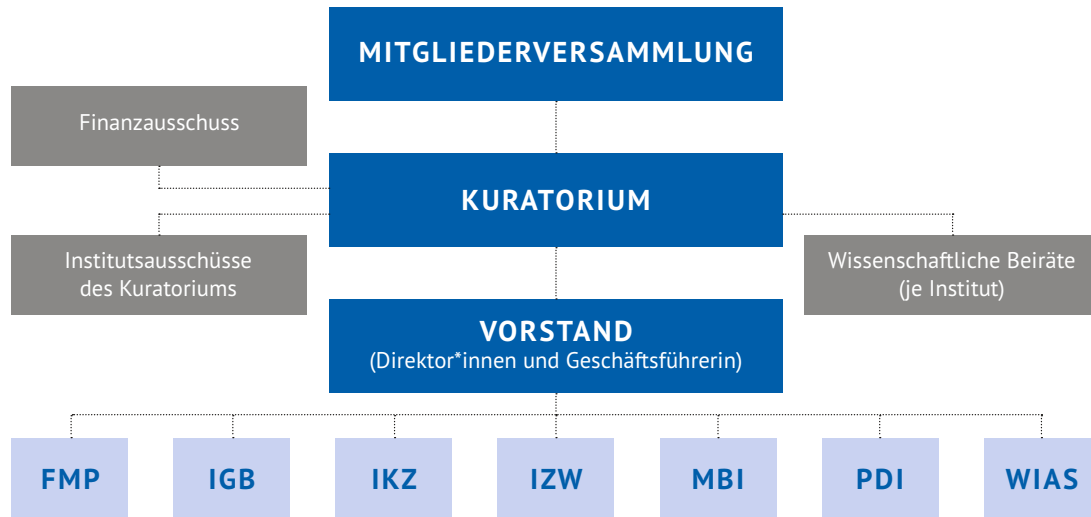 MITGLIEDERVERSAMMLUNG
Finanzausschuss
KURATORIUM
Institutsausschüsse
des Kuratoriums
Wissenschaftliche Beiräte
(je Institut)
VORSTAND
(Direktor*innen und Geschäftsführerin)
FMP
IGB
IKZ
IZW
MBI
PDI
WIAS